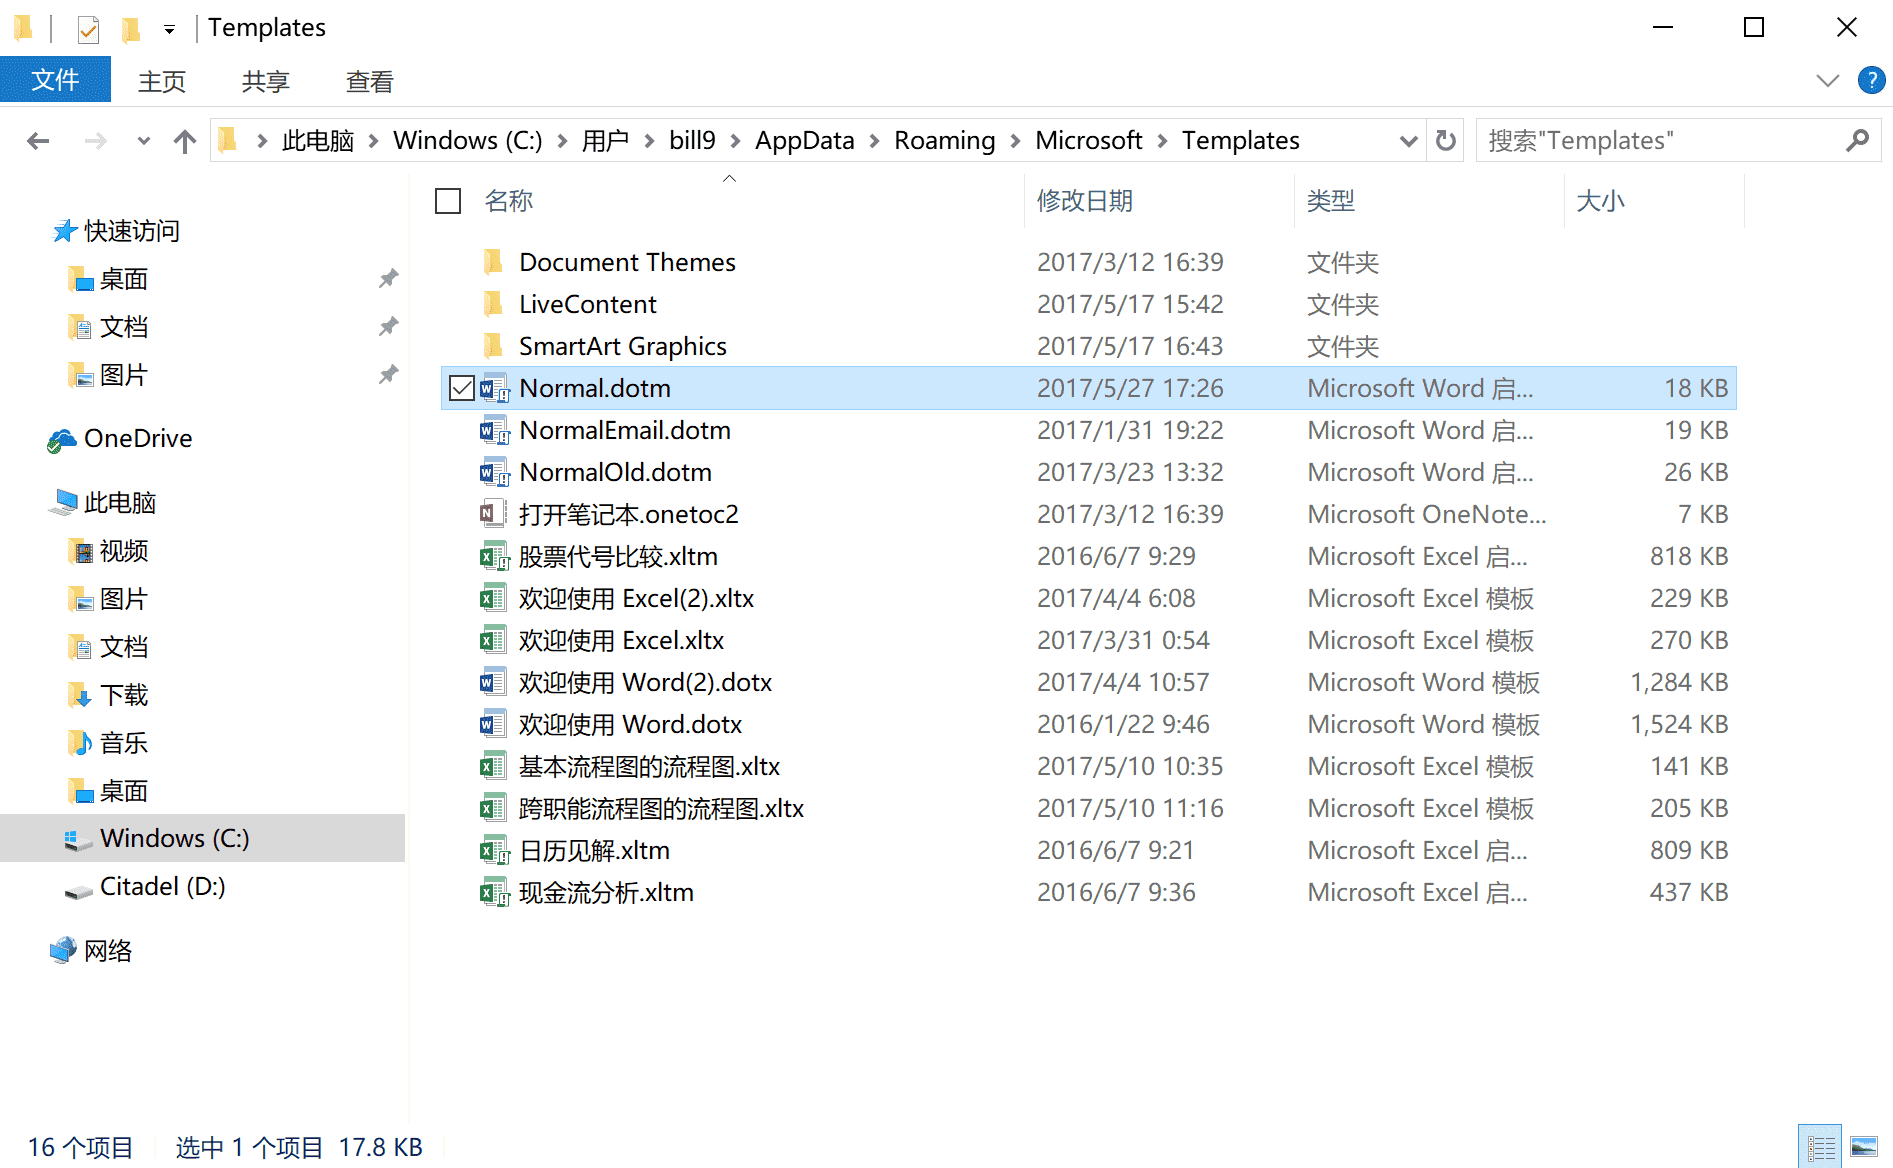 Templates
文件 主页 共享 查看
此电脑 Windows (C:) 用户 bill9 AppData Roaming Microsoft Templates 搜索"Templates"
名称 修改日期 类型 大小
快速访问
桌面
文档
图片
OneDrive
此电脑
视频
图片
文档
下载
音乐
桌面
Windows (C:)
Citadel (D:)
网络
Document Themes 2017/3/12 16:39 文件夹
LiveContent 2017/5/17 15:42 文件夹
SmartArt Graphics 2017/5/17 16:43 文件夹
Normal.dotm 2017/5/27 17:26 Microsoft Word 启... 18 KB
NormalEmail.dotm 2017/1/31 19:22 Microsoft Word 启... 19 KB
NormalOld.dotm 2017/3/23 13:32 Microsoft Word 启... 26 KB
打开笔记本.onetoc2 2017/3/12 16:39 Microsoft OneNote... 7 KB
股票代号比较.xltm 2016/6/7 9:29 Microsoft Excel 启... 818 KB
欢迎使用 Excel(2).xltx 2017/4/4 6:08 Microsoft Excel 模板 229 KB
欢迎使用 Excel.xltx 2017/3/31 0:54 Microsoft Excel 模板 270 KB
欢迎使用 Word(2).dotx 2017/4/4 10:57 Microsoft Word 模板 1,284 KB
欢迎使用 Word.dotx 2016/1/22 9:46 Microsoft Word 模板 1,524 KB
基本流程图的流程图.xltx 2017/5/10 10:35 Microsoft Excel 模板 141 KB
跨职能流程图的流程图.xltx 2017/5/10 11:16 Microsoft Excel 模板 205 KB
日历见解.xltm 2016/6/7 9:21 Microsoft Excel 启... 809 KB
现金流分析.xltm 2016/6/7 9:36 Microsoft Excel 启... 437 KB
16 个项目 选中 1 个项目 17.8 KB